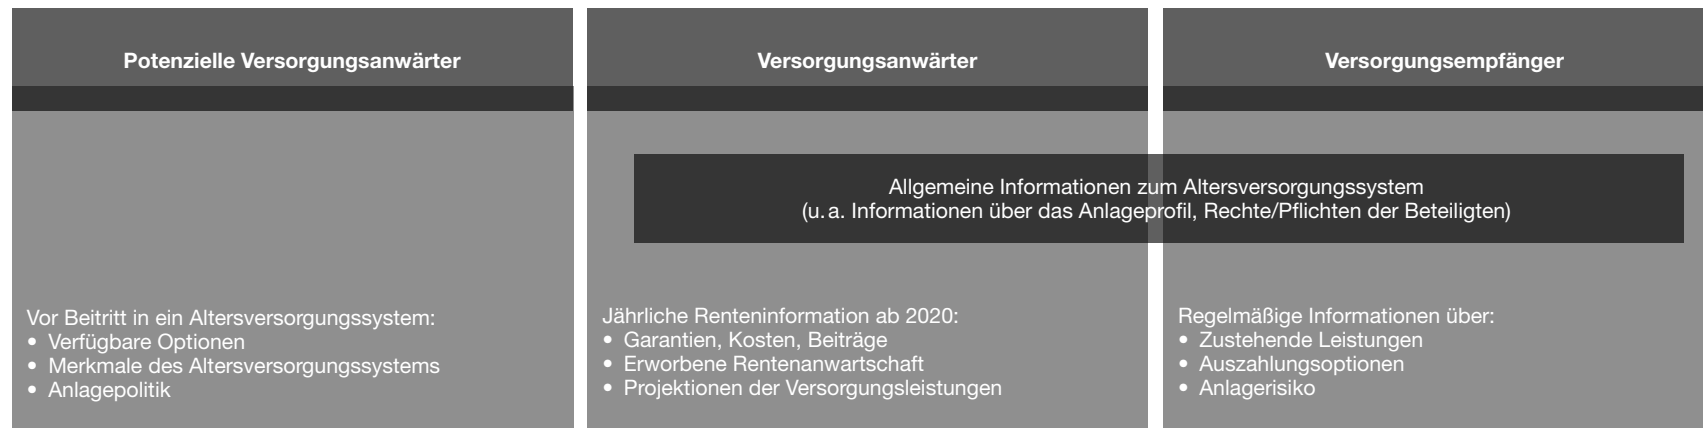 Potenzielle Versorgungsanwärter
Versorgungsanwärter
Versorgungsempfänger
Allgemeine Informationen zum Altersversorgungssystem
(u. a. Informationen über das Anlageprofil, Rechte/Pflichten der Beteiligten)
Vor Beitritt in ein Altersversorgungssystem:
• Verfügbare Optionen
• Merkmale des Altersversorgungssystems
• Anlagepolitik
Jährliche Renteninformation ab 2020:
• Garantien, Kosten, Beiträge
• Erworbene Rentenanwartschaft
• Projektionen der Versorgungsleistungen
Regelmäßige Informationen über:
• Zustehende Leistungen
• Auszahlungsoptionen
• Anlagerisiko